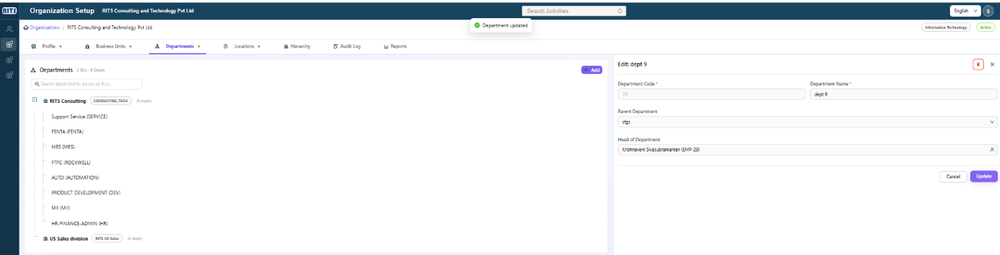 RITS
Organization Setup RITS Consulting and Technology Pvt Ltd
Search Activities
English
S
Department updated
Organizations / RITS Consulting and Technology Pvt Ltd
Information Technology
Active
Profile
Business Units
Departments
Locations
Hierarchy
Audit Log
Reports
Departments 2 BUs · 8 Depts
+ Add
Search departments across all BUs...
RITS Consulting CONSULTING_TECH (8 depts)
Support Service (SERVICE)
FENTA (FENTA)
MES (MES)
FTPC (ROCKWELL)
AUTO (AUTOMATION)
PRODUCT DEVELOPMENT (DEV)
MII (MII)
HR-FINANCE-ADMIN (HR)
US Sales division RITS US Sales (0 depts)
Edit: dept 9
Department Code *
D9
Department Name *
dept 9
Parent Department
sfgs
Head of Department
Krishnaveni Sivasubramanian (EMP-29)
Cancel
Update